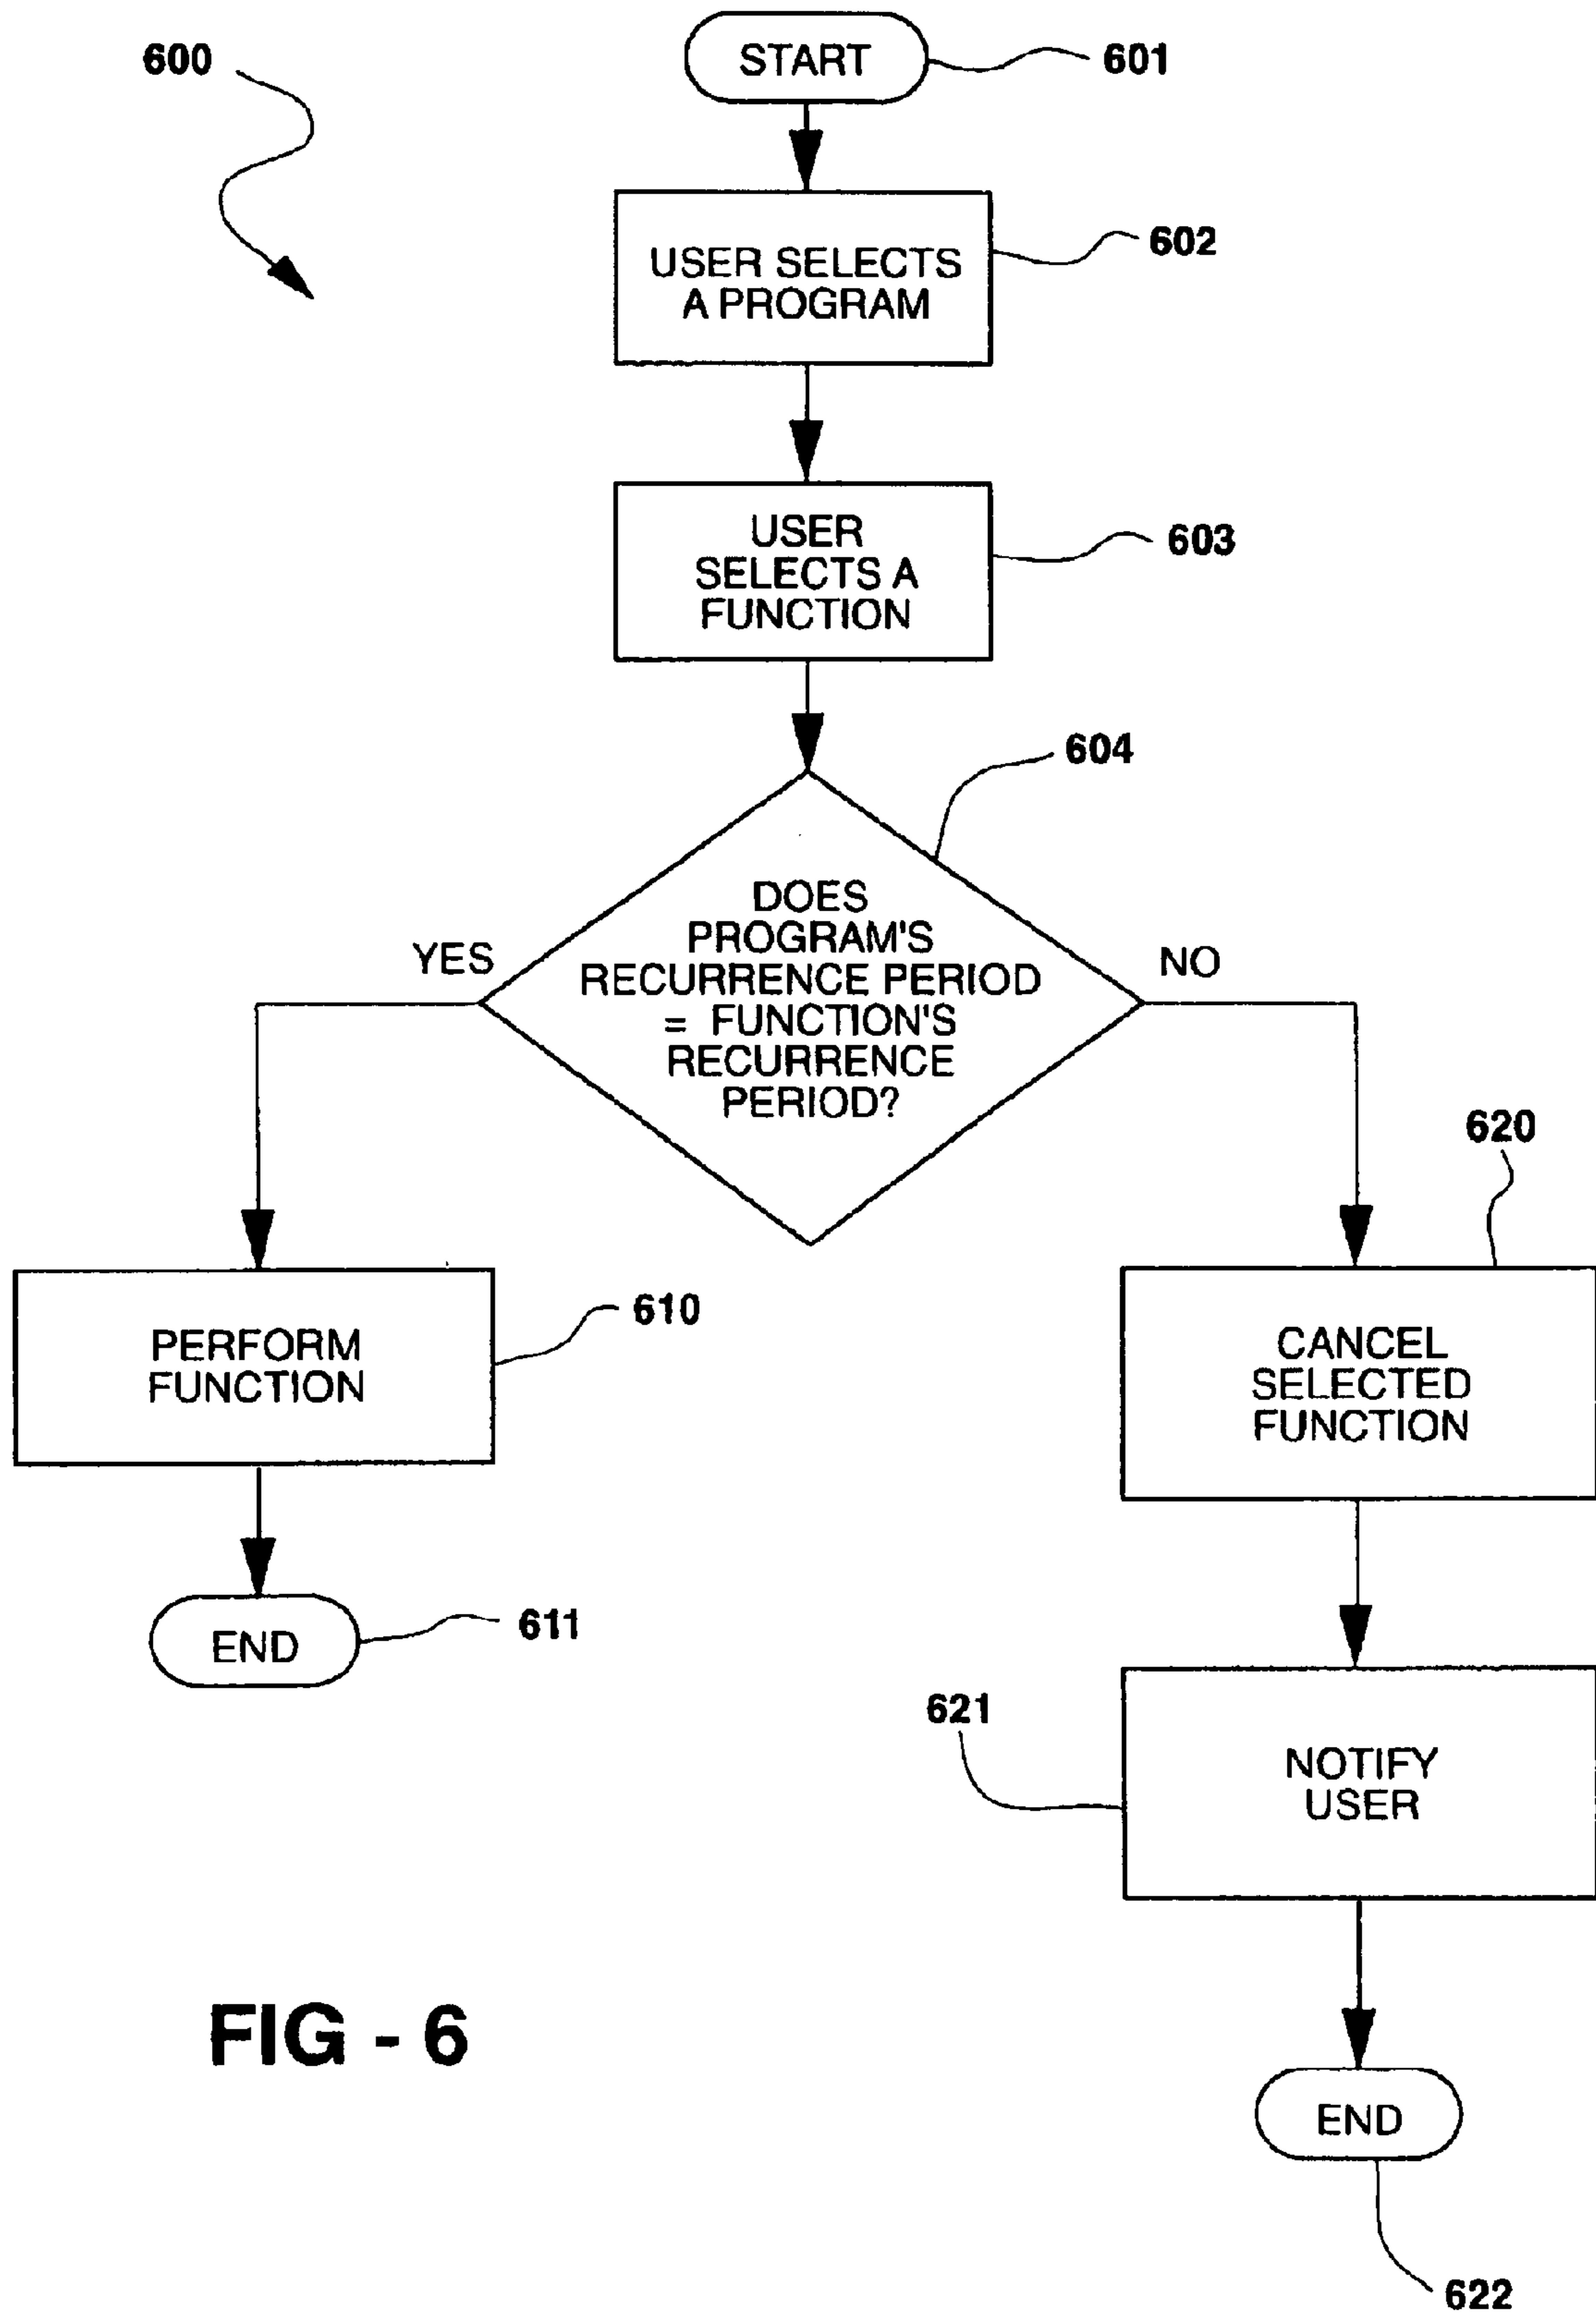 600
START
601
USER SELECTS
A PROGRAM
602
USER
SELECTS A
FUNCTION
603
604
DOES
PROGRAM'S
RECURRENCE PERIOD
= FUNCTION'S
RECURRENCE
PERIOD?
YES
NO
620
PERFORM
FUNCTION
610
CANCEL
SELECTED
FUNCTION
END
611
621
NOTIFY
USER
FIG - 6
END
622